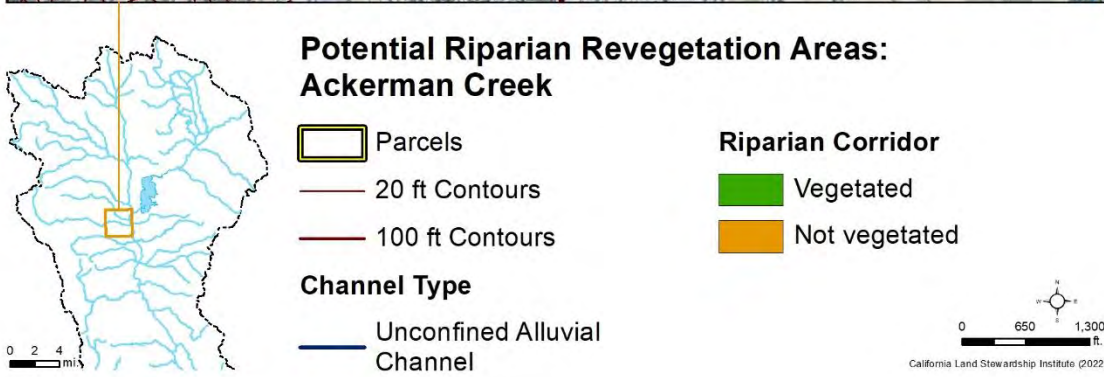 Potential Riparian Revegetation Areas:
Ackerman Creek
Parcels
20 ft Contours
100 ft Contours
Channel Type
Unconfined Alluvial
Channel
Riparian Corridor
Vegetated
Not vegetated
0 2 4
mi.
N
W E
S
0 650 1,300
ft.
California Land Stewardship Institute (2022